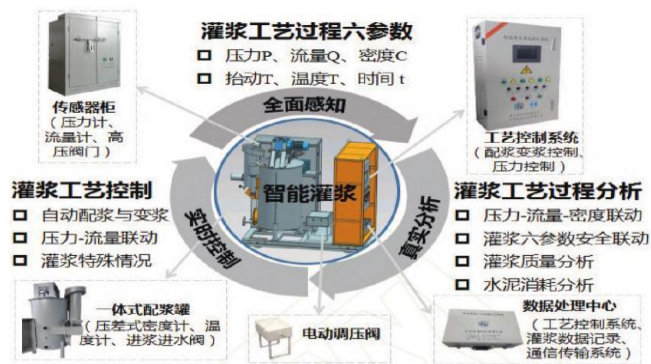 灌浆工艺过程六参数
□ 压力P、流量Q、密度C
□ 抬动T、温度T、时间 t
传感器柜
（压力计、
流量计、高
压阀门）
全面感知
工艺控制系统
（配浆变浆控制、
压力控制）
灌浆工艺控制
□ 自动配浆与变浆
□ 压力-流量联动
□ 灌浆特殊情况
智能灌浆
实时控制
真实分析
灌浆工艺过程分析
□ 压力-流量-密度联动
□ 灌浆六参数安全联动
□ 灌浆质量分析
□ 水泥消耗分析
一体式配浆罐
（压差式密度计、温
度计、进浆进水阀）
电动调压阀
数据处理中心
（工艺控制系统、
灌浆数据记录、
通信传输系统）